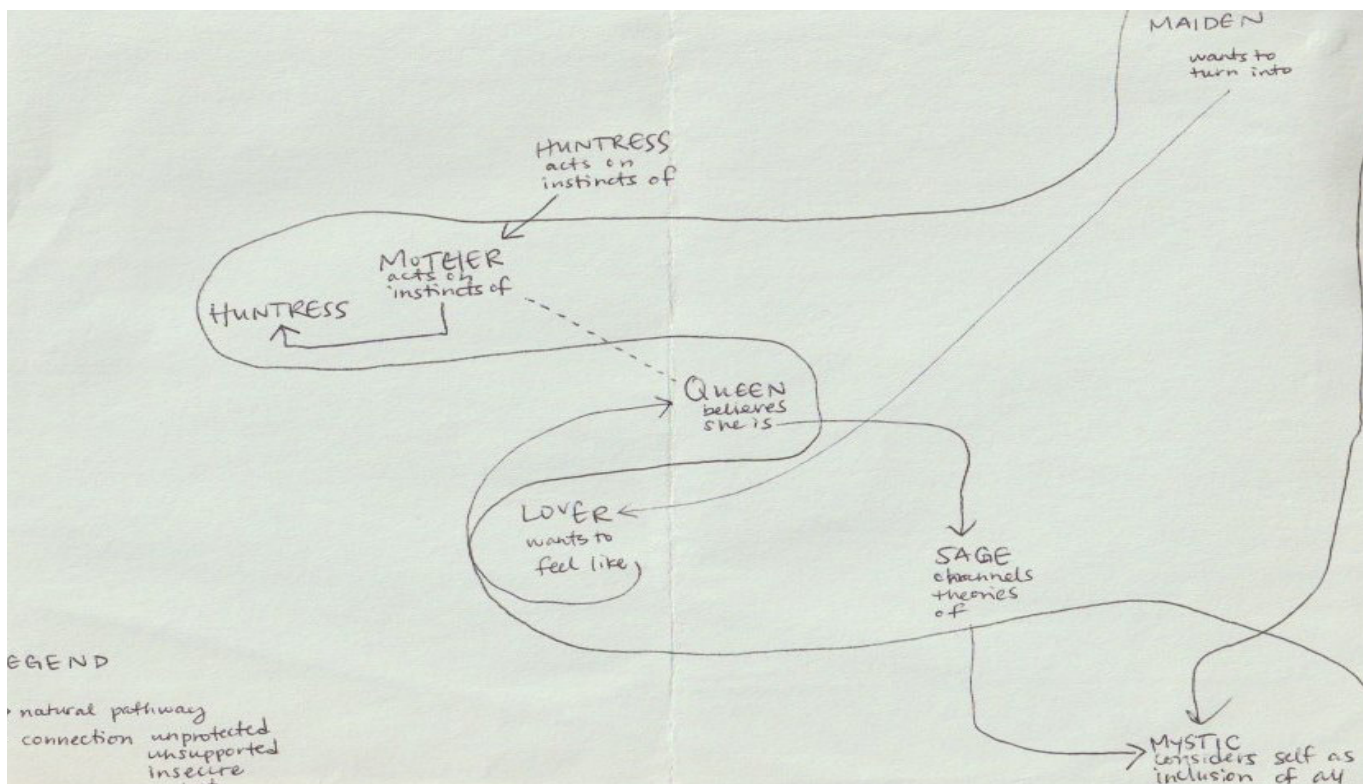 MAIDEN
wants to
turn into
HUNTRESS
acts on
instincts of
MOTHER
acts on
instincts of
HUNTRESS
QUEEN
believes
she is
LOVER
wants to
feel like
SAGE
channels
theories
of
EGEND
natural pathway
connection unprotected
unsupported
insecure
MYSTIC
considers self as
inclusion of all